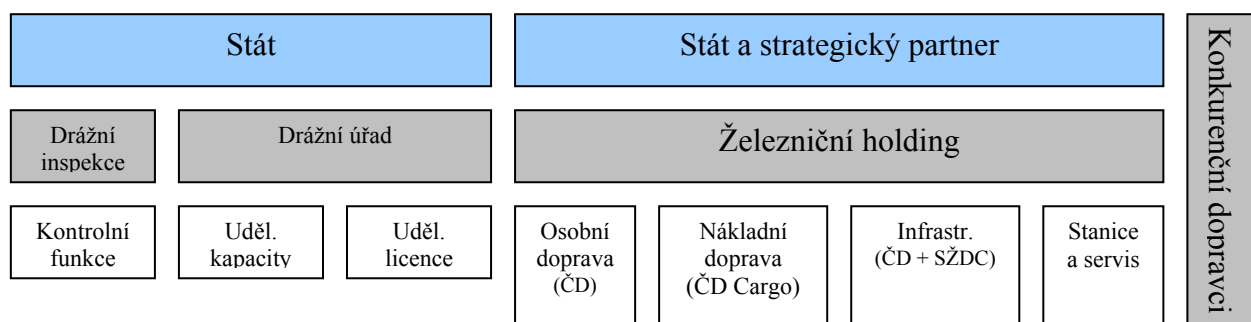 Stát
Stát a strategický partner
Konkurenční dopravci
Drážní
inspekce
Drážní úřad
Železniční holding
Kontrolní
funkce
Uděl.
kapacity
Uděl.
licence
Osobní
doprava
(ČD)
Nákladní
doprava
(ČD Cargo)
Infrastr.
(ČD + SŽDC)
Stanice
a servis